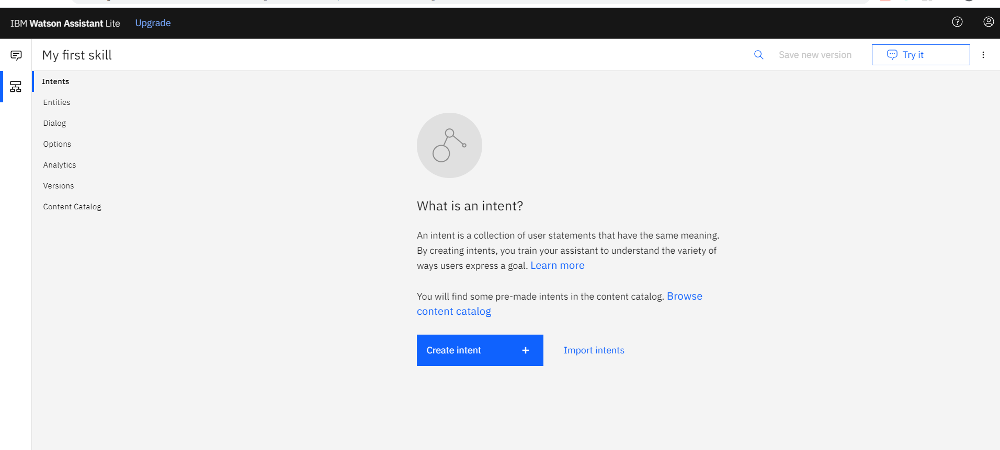 IBM Watson Assistant Lite Upgrade
My first skill
Save new version
Try it
Intents
Entities
Dialog
Options
Analytics
Versions
Content Catalog
What is an intent?
An intent is a collection of user statements that have the same meaning.
By creating intents, you train your assistant to understand the variety of
ways users express a goal. Learn more
You will find some pre-made intents in the content catalog. Browse
content catalog
Create intent +
Import intents